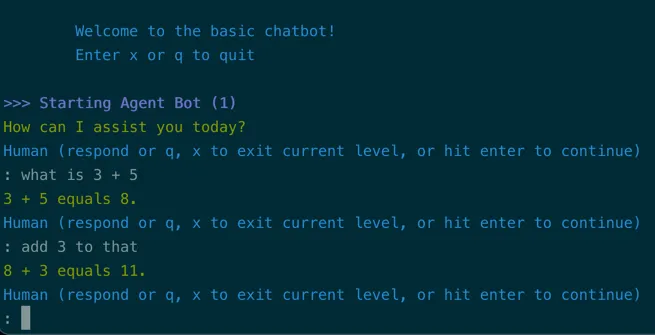 Welcome to the basic chatbot!
Enter x or q to quit
>>> Starting Agent Bot (1)
How can I assist you today?
Human (respond or q, x to exit current level, or hit enter to continue)
: what is 3 + 5
3 + 5 equals 8.
Human (respond or q, x to exit current level, or hit enter to continue)
: add 3 to that
8 + 3 equals 11.
Human (respond or q, x to exit current level, or hit enter to continue)
: